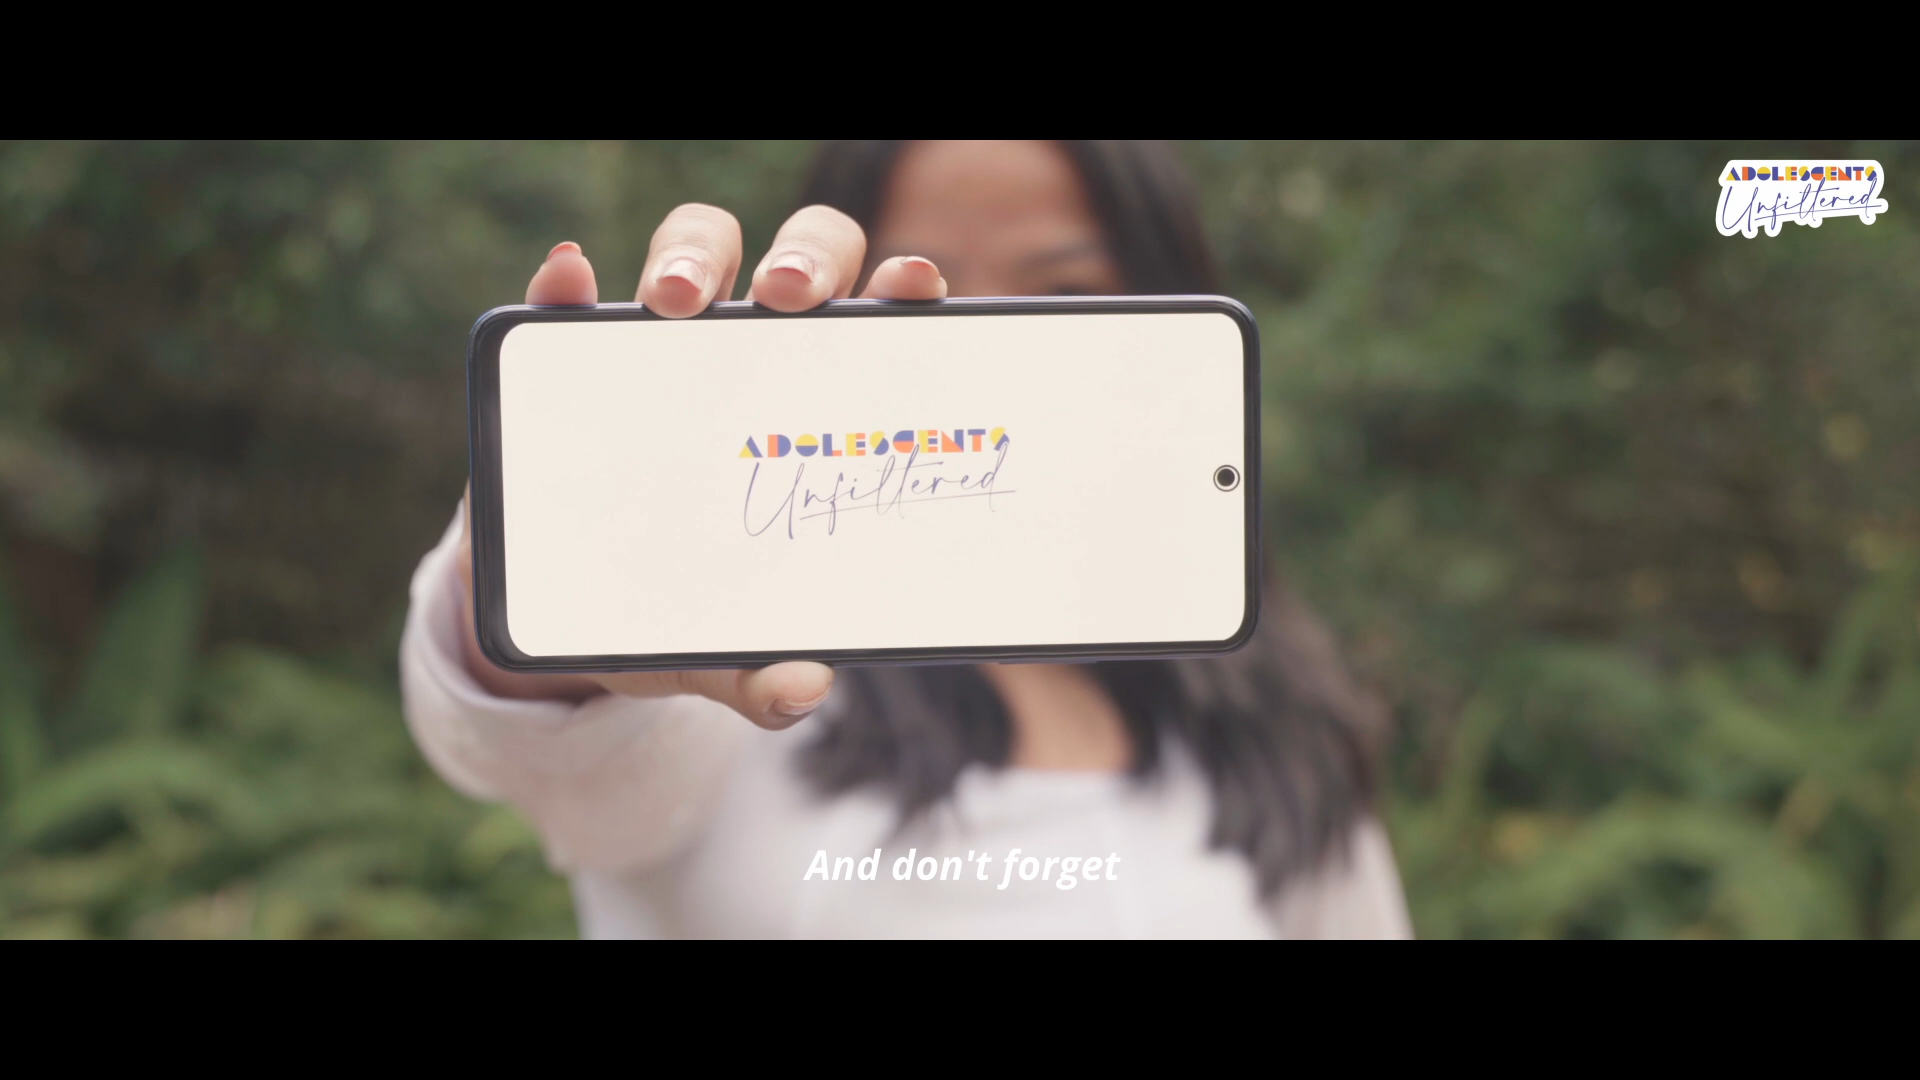 ADOLESCENTS
Unfiltered
ADOLESCENTS
Unfiltered
And don't forget